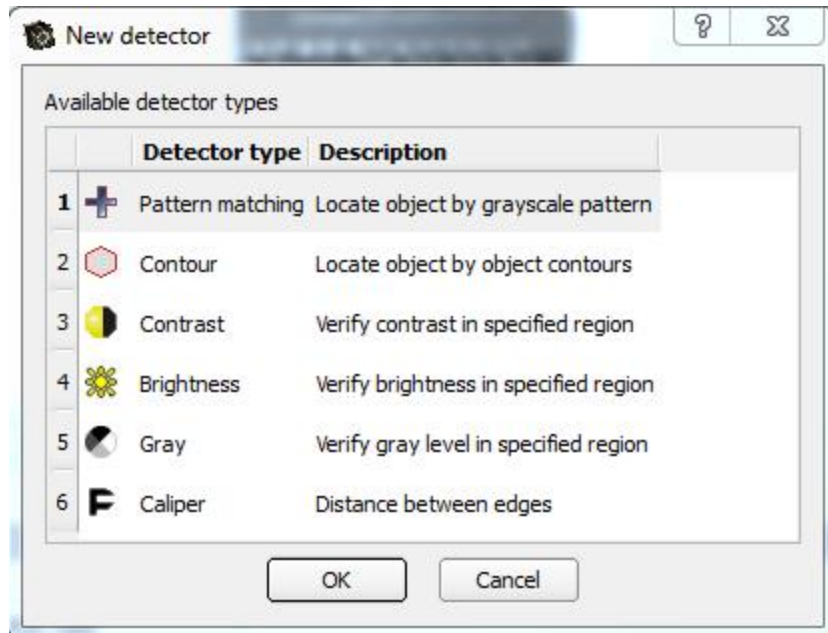 New detector
Available detector types
Detector type Description
1 Pattern matching Locate object by grayscale pattern
2 Contour Locate object by object contours
3 Contrast Verify contrast in specified region
4 Brightness Verify brightness in specified region
5 Gray Verify gray level in specified region
6 Caliper Distance between edges
OK Cancel